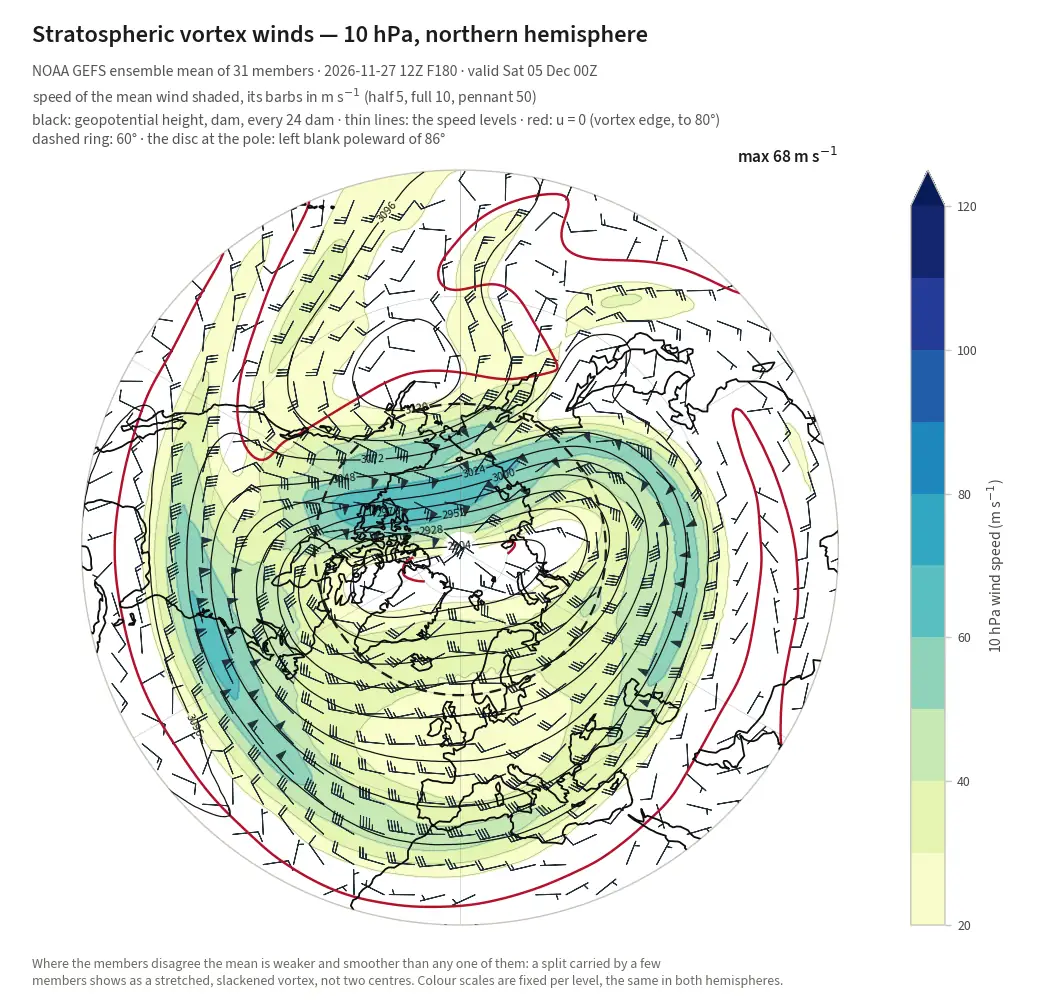 Stratospheric vortex winds — 10 hPa, northern hemisphere
NOAA GEFS ensemble mean of 31 members · 2026-11-27 12Z F180 · valid Sat 05 Dec 00Z
speed of the mean wind shaded, its barbs in m s⁻¹ (half 5, full 10, pennant 50)
black: geopotential height, dam, every 24 dam · thin lines: the speed levels · red: u = 0 (vortex edge, to 80°)
dashed ring: 60° · the disc at the pole: left blank poleward of 86°
max 68 m s⁻¹
3096
3072
3048
3024
3000
2928
2904
3096
120
100
80
60
40
20
10 hPa wind speed (m s⁻¹)
Where the members disagree the mean is weaker and smoother than any one of them: a split carried by a few
members shows as a stretched, slackened vortex, not two centres. Colour scales are fixed per level, the same in both hemispheres.